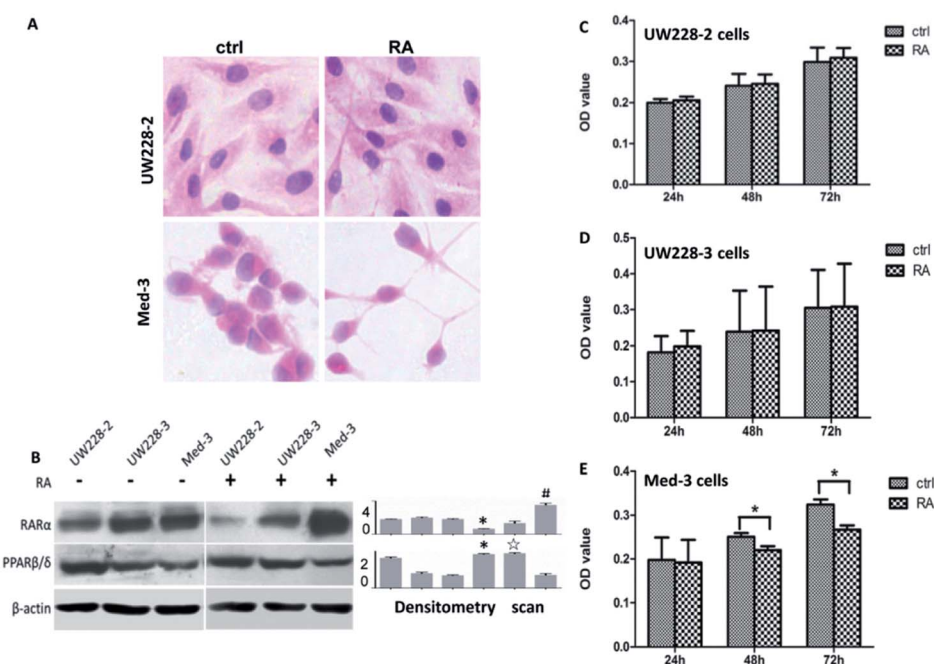 A
ctrl RA
UW228-2
Med-3
B
UW228-2 UW228-3 Med-3 UW228-2 UW228-3 Med-3
RA - - - + + +
RARα
PPARβ/δ
β-actin
4
0
* #
2
0
* ☆
Densitometry scan
C
UW228-2 cells
ctrl
RA
OD value
0.4
0.3
0.2
0.1
0.0
24h 48h 72h
D
UW228-3 cells
ctrl
RA
OD value
0.5
0.4
0.3
0.2
0.1
0.0
24h 48h 72h
E
Med-3 cells
ctrl
RA
OD value
0.4
0.3
0.2
0.1
0.0
* *
24h 48h 72h